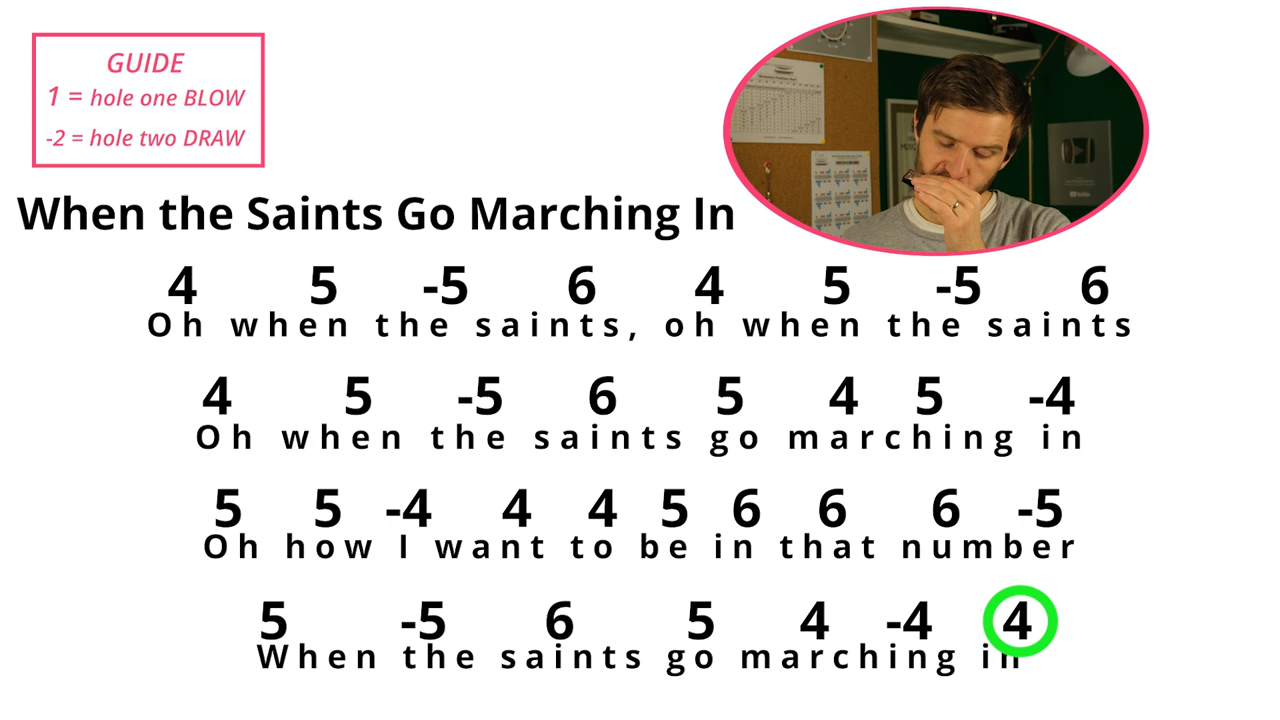 GUIDE
1 = hole one BLOW
-2 = hole two DRAW
When the Saints Go Marching In
4 5 -5 6 4 5 -5 6
Oh when the saints, oh when the saints
4 5 -5 6 5 4 5 -4
Oh when the saints go marching in
5 5 -4 4 4 5 6 6 6 -5
Oh how I want to be in that number
5 -5 6 5 4 -4 4
When the saints go marching in